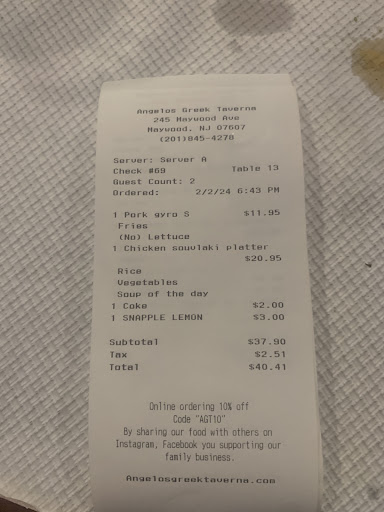 Angelos Greek Taverna
245 Maywood Ave
Maywood, NJ 07607
(201)845-4278
Server: Server A
Check #69 Table 13
Guest Count: 2
Ordered: 2/2/24 6:43 PM
1 Pork gyro S $11.95
Fries
(No) Lettuce
1 Chicken souvlaki platter
$20.95
Rice
Vegetables
Soup of the day
1 Coke $2.00
1 SNAPPLE LEMON $3.00
Subtotal $37.90
Tax $2.51
Total $40.41
Online ordering 10% off
Code "AGT10"
By sharing our food with others on
Instagram, Facebook you supporting our
family business.
Angelosgreektaverna.com